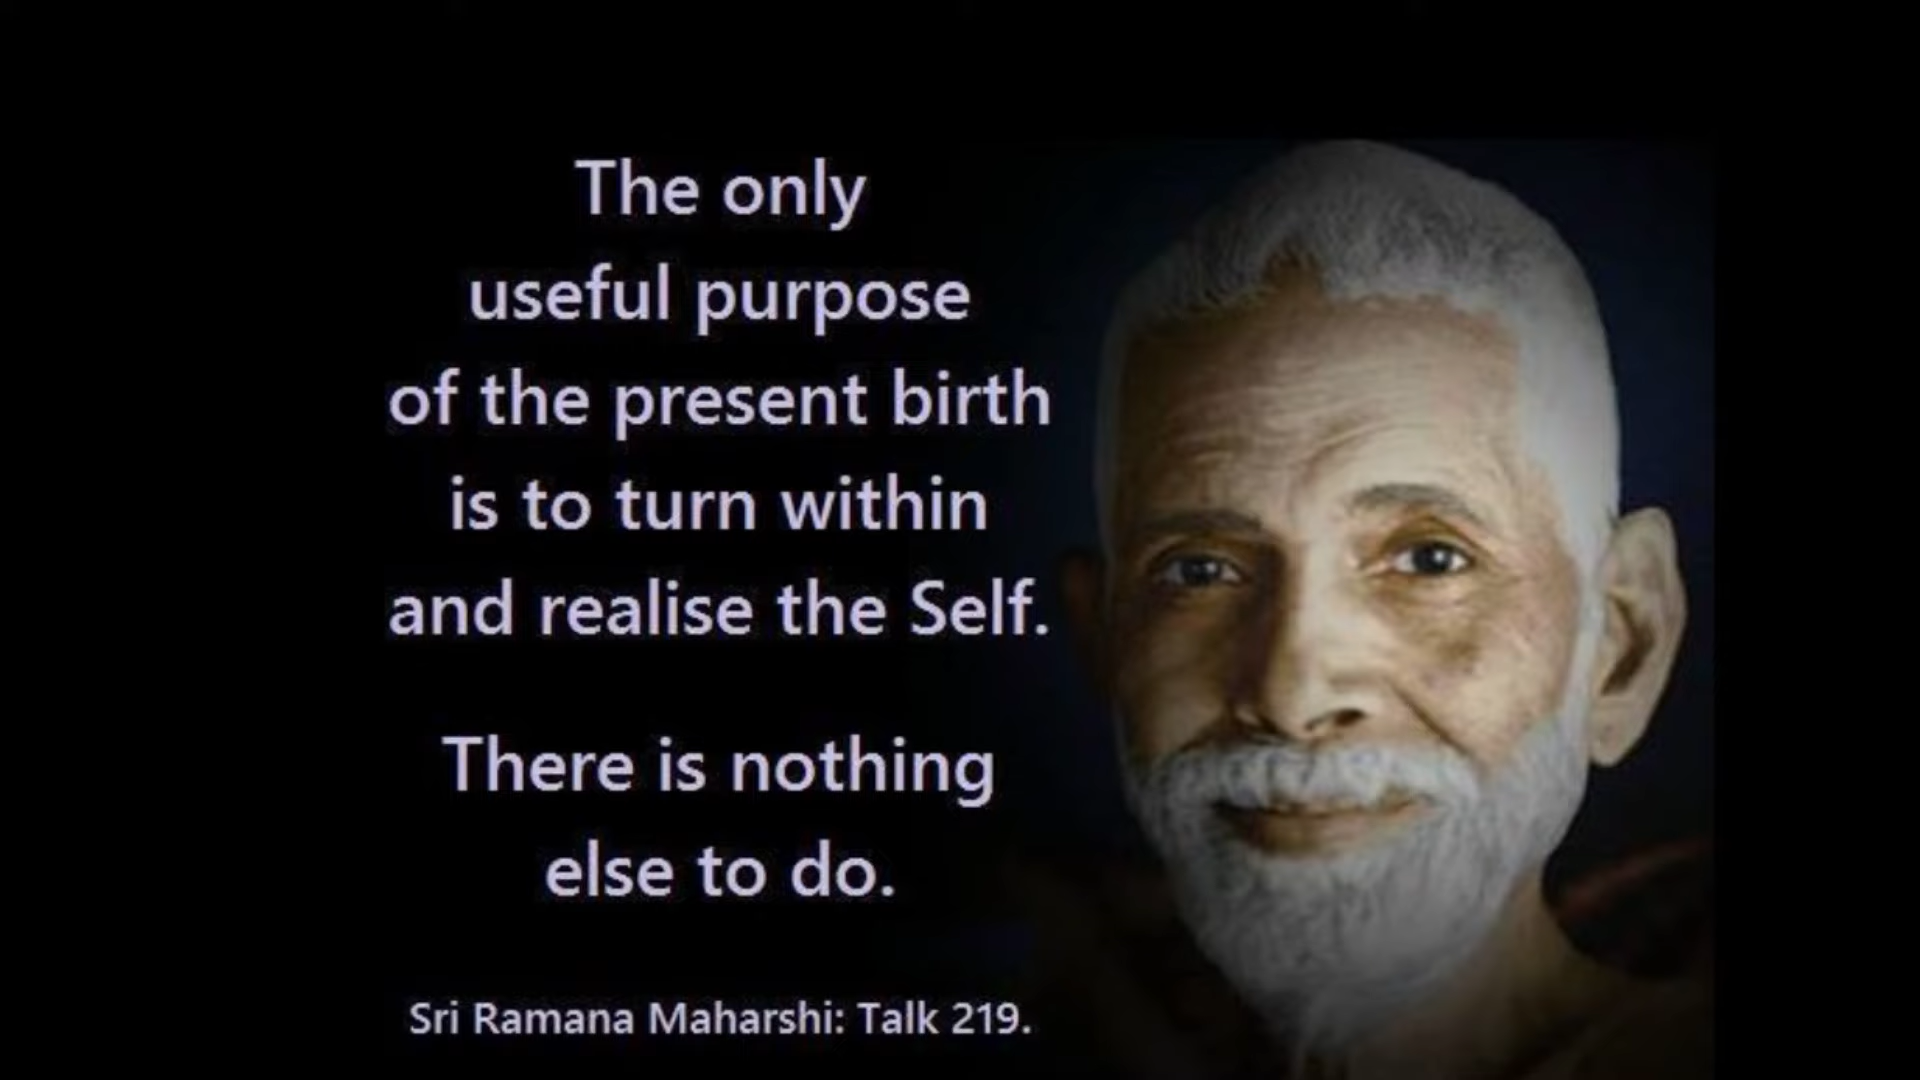 The only
useful purpose
of the present birth
is to turn within
and realise the Self.
There is nothing
else to do.
Sri Ramana Maharshi: Talk 219.